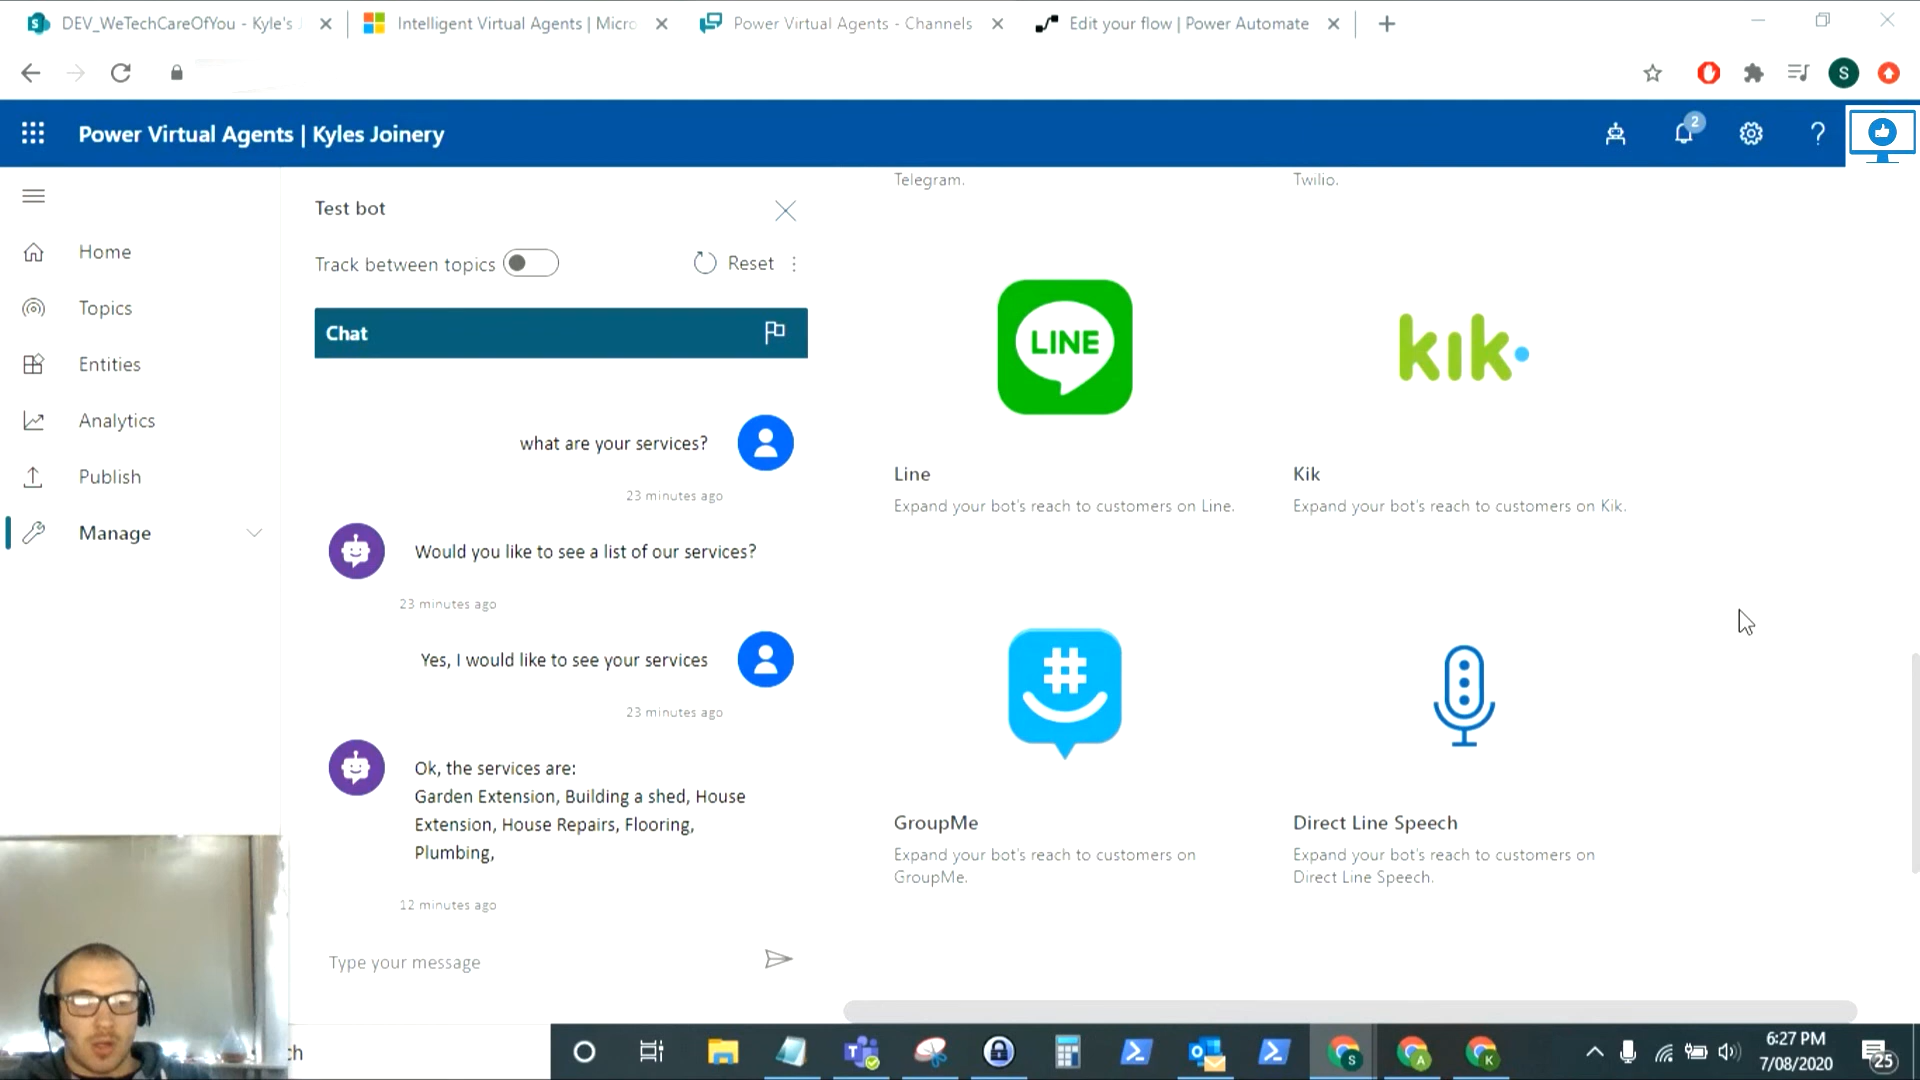 DEV_WeTechCareOfYou - Kyle's
Intelligent Virtual Agents | Micro
Power Virtual Agents - Channels
Edit your flow | Power Automate
S
Power Virtual Agents | Kyles Joinery
2
?
Telegram.
Twilio.
Test bot
Home
Track between topics
Reset
Topics
Chat
LINE
kik
Entities
Analytics
what are your services?
Line
Kik
Publish
23 minutes ago
Expand your bot's reach to customers on Line.
Expand your bot's reach to customers on Kik.
Manage
Would you like to see a list of our services?
23 minutes ago
Yes, I would like to see your services
#
23 minutes ago
Ok, the services are:
Garden Extension, Building a shed, House
Extension, House Repairs, Flooring,
Plumbing,
GroupMe
Direct Line Speech
Expand your bot's reach to customers on
GroupMe.
Expand your bot's reach to customers on
Direct Line Speech.
12 minutes ago
Type your message
ch
S
A
K
6:27 PM
7/08/2020
25